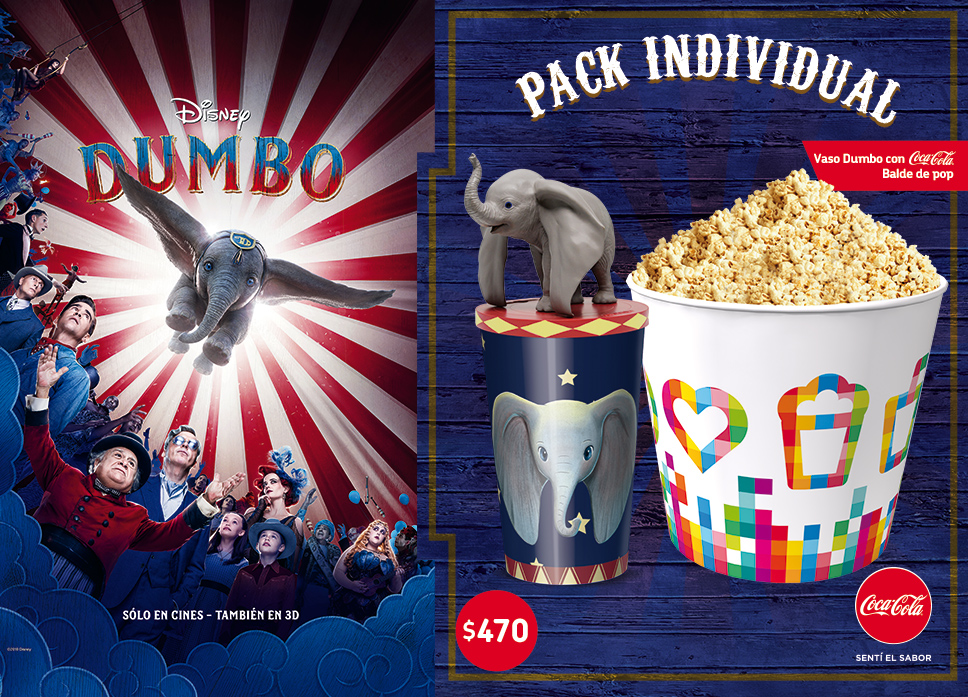 Disney
DUMBO
SÓLO EN CINES - TAMBIÉN EN 3D
PACK INDIVIDUAL
Vaso Dumbo con Coca-Cola
Balde de pop
$470
Coca-Cola
SENTÍ EL SABOR